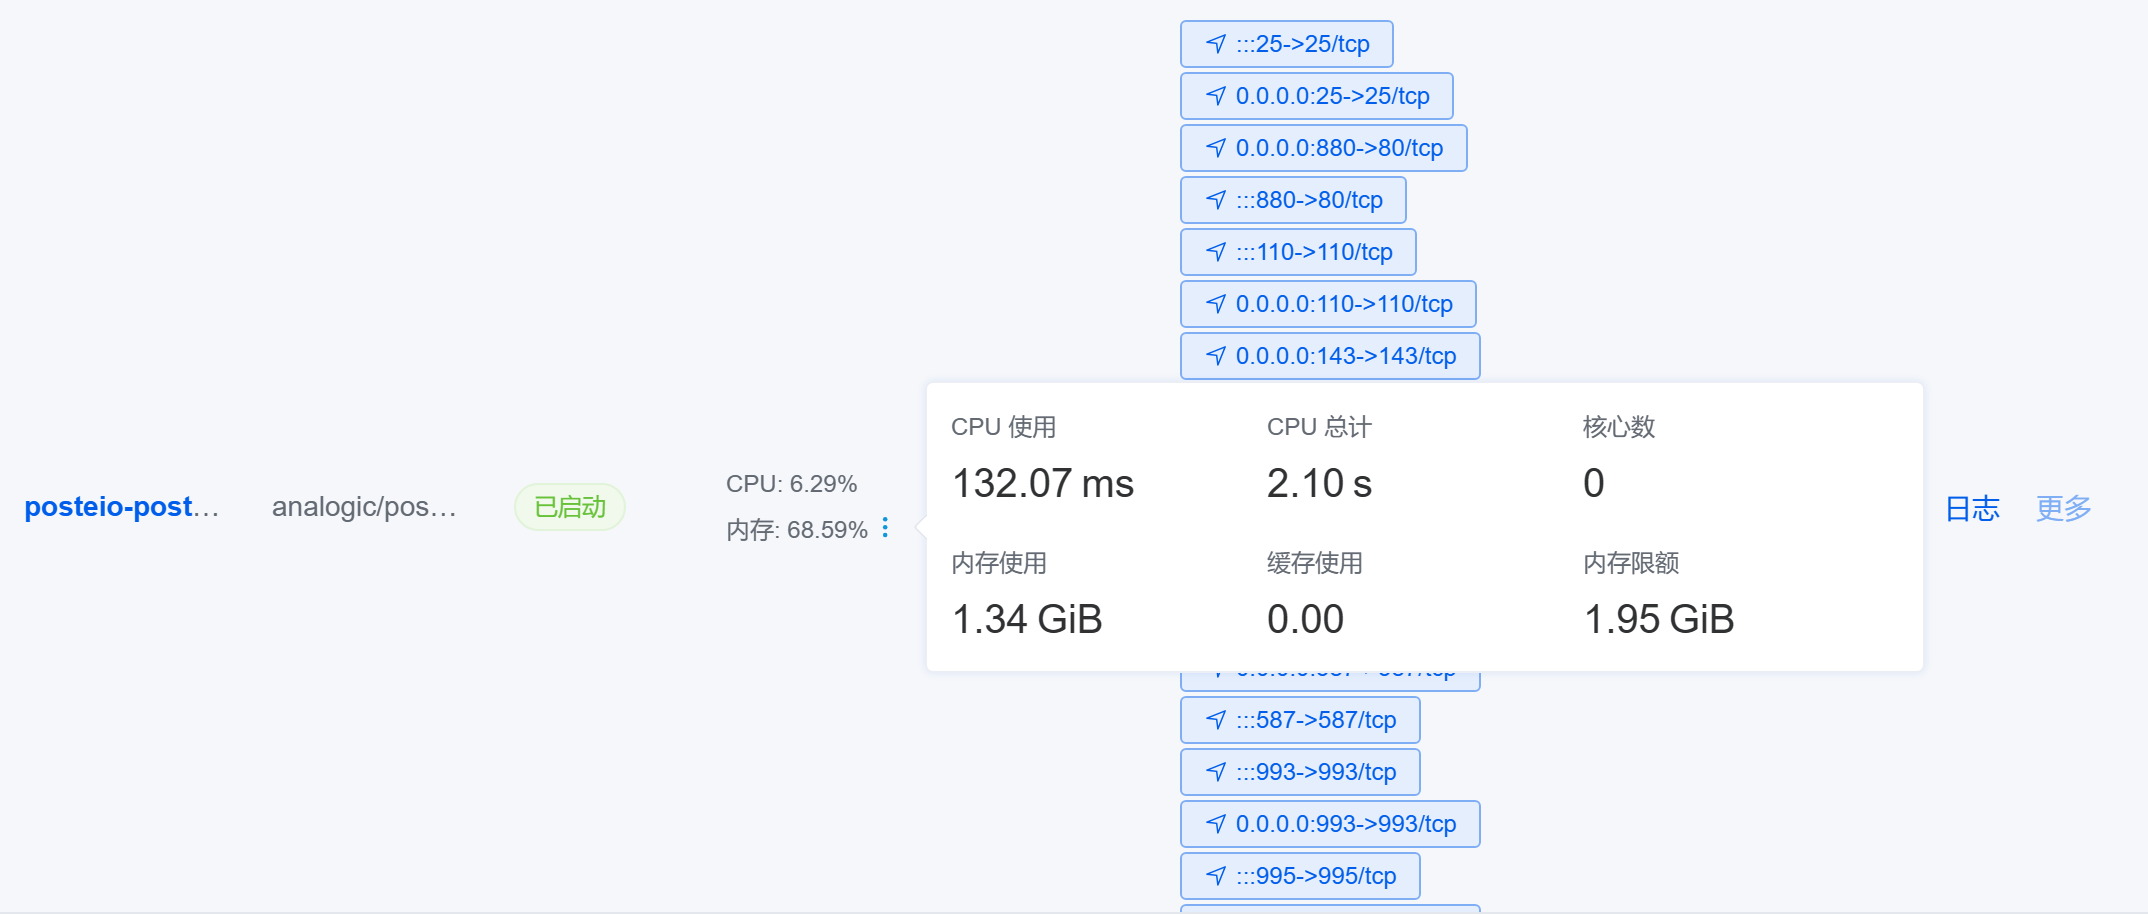 :::25->25/tcp
0.0.0.0:25->25/tcp
0.0.0.0:880->80/tcp
:::880->80/tcp
:::110->110/tcp
0.0.0.0:110->110/tcp
0.0.0.0:143->143/tcp
posteio-post...
analogic/pos...
已启动
CPU: 6.29%
内存: 68.59%
CPU 使用
CPU 总计
核心数
132.07 ms
2.10 s
0
内存使用
缓存使用
内存限额
1.34 GiB
0.00
1.95 GiB
日志
更多
:::587->587/tcp
:::993->993/tcp
0.0.0.0:993->993/tcp
:::995->995/tcp